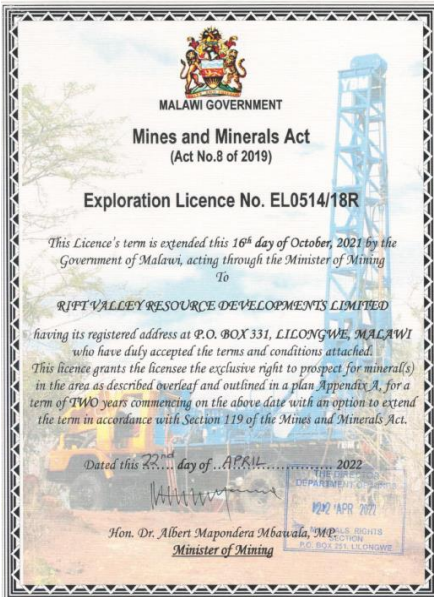 MALAWI GOVERNMENT
Mines and Minerals Act
(Act No.8 of 2019)
Exploration Licence No. EL0514/18R
This Licence's term is extended this 16th day of October, 2021 by the
Government of Malawi, acting through the Minister of Mining
To
RIFT VALLEY RESOURCE DEVELOPMENTS LIMITED
having its registered address at P.O. BOX 331, LILONGWE, MALAWI
who have duly accepted the terms and conditions attached.
This licence grants the licensee the exclusive right to prospect for mineral(s)
in the area as described overleaf and outlined in a plan Appendix A, for a
term of TWO years commencing on the above date with an option to extend
the term in accordance with Section 119 of the Mines and Minerals Act.
Dated this 22nd day of APRIL 2022
THE DIRECTOR
DEPARTMENT OF MINES
APR 2022
MINERALS RIGHTS
SECTION
P.O. BOX 251, LILONGWE
Hon. Dr. Albert Mapondera Mbawala, MP.
Minister of Mining